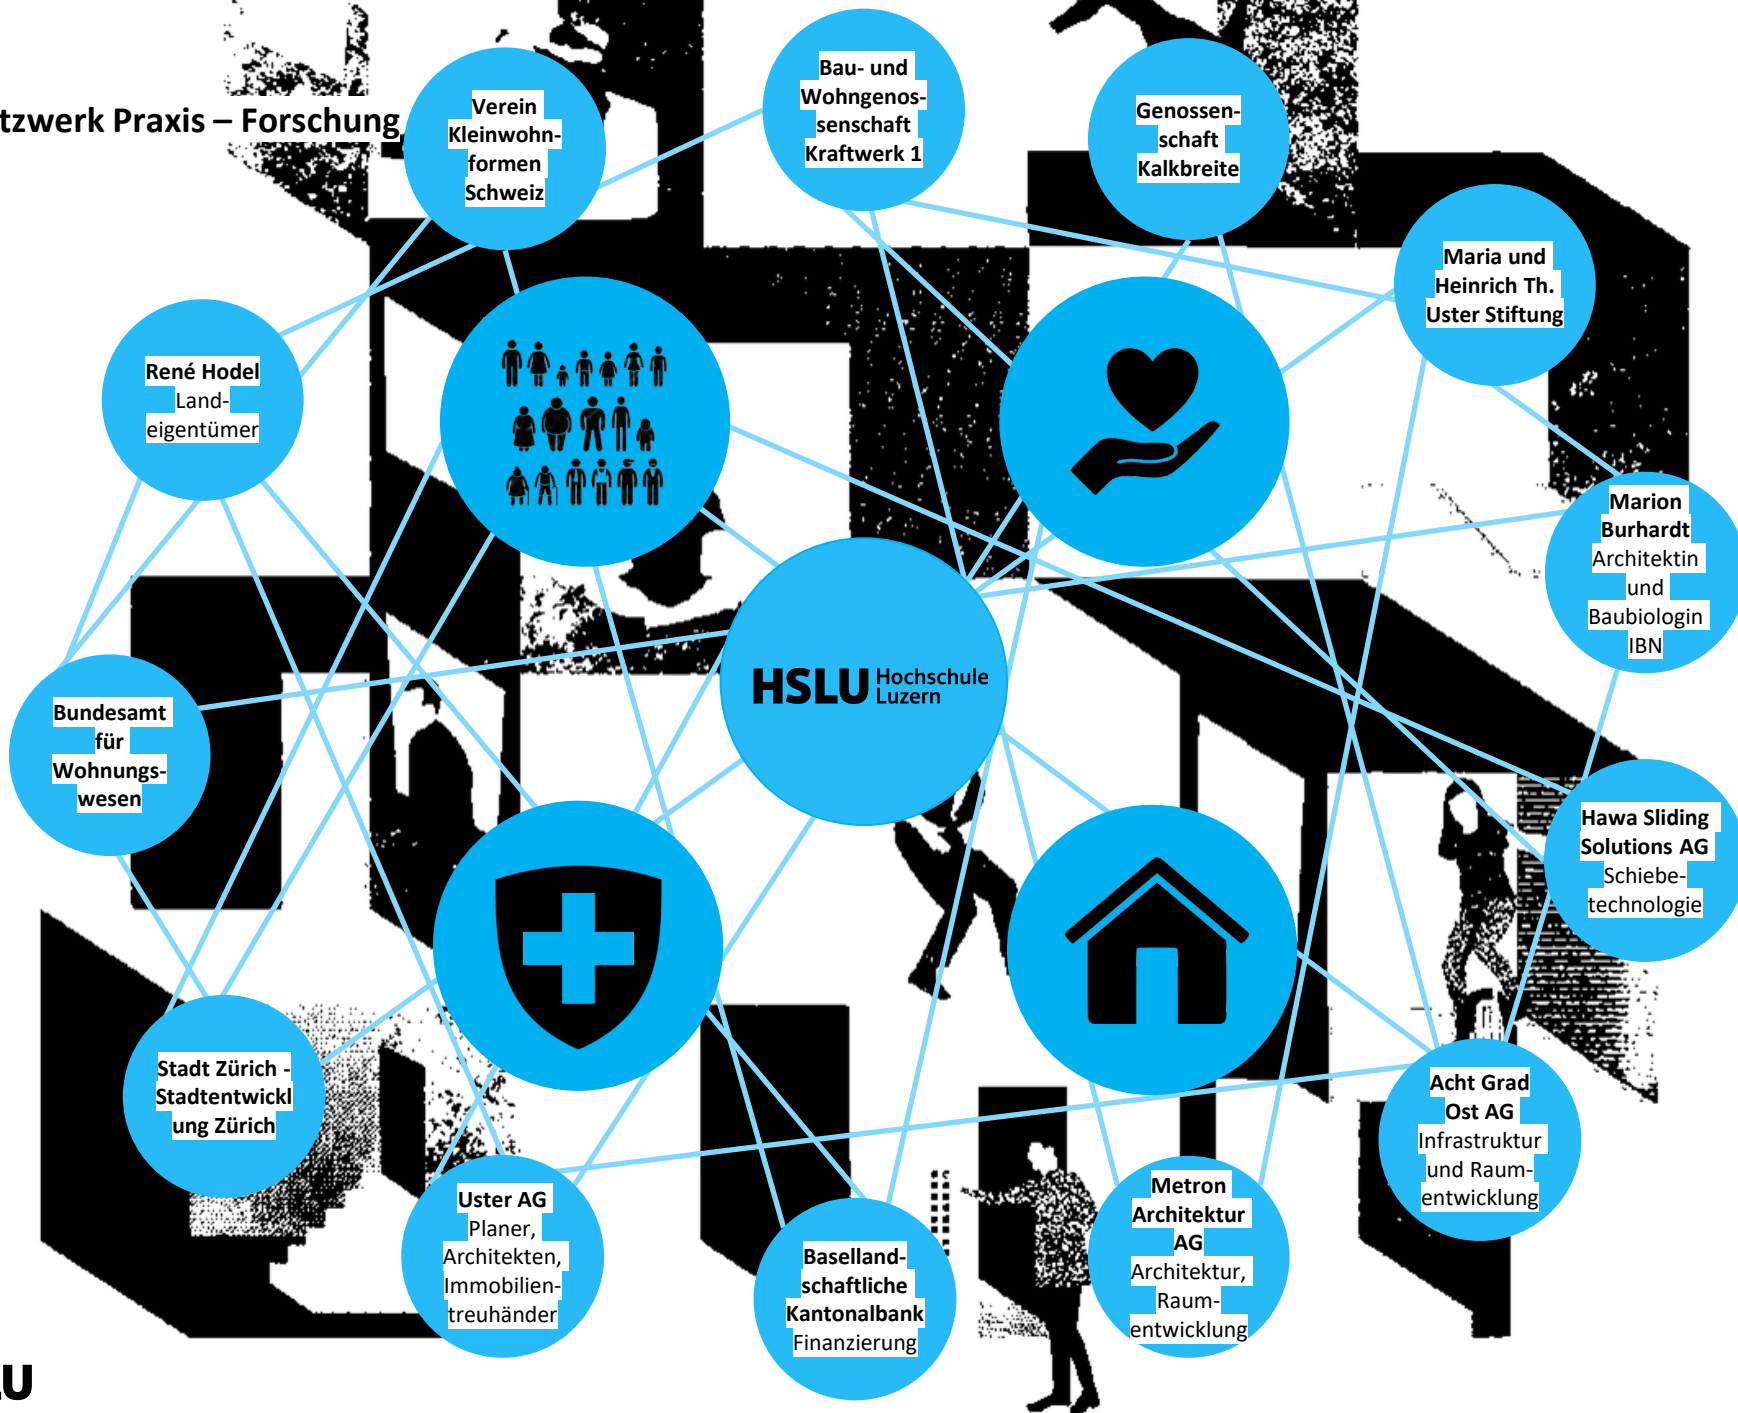 tzwerk Praxis – Forschung
Verein
Kleinwohn-
formen
Schweiz
Bau- und
Wohngenos-
senschaft
Kraftwerk 1
Genossen-
schaft
Kalkbreite
Maria und
Heinrich Th.
Uster Stiftung
René Hodel
Land-
eigentümer
Marion
Burhardt
Architektin
und
Baubiologin
IBN
HSLU Hochschule
Luzern
Bundesamt
für
Wohnungs-
wesen
Hawa Sliding
Solutions AG
Schiebe-
technologie
Stadt Zürich -
Stadtentwickl
ung Zürich
Acht Grad
Ost AG
Infrastruktur
und Raum-
entwicklung
Uster AG
Planer,
Architekten,
Immobilien-
treuhänder
Baselland-
schaftliche
Kantonalbank
Finanzierung
Metron
Architektur
AG
Architektur,
Raum-
entwicklung
LU